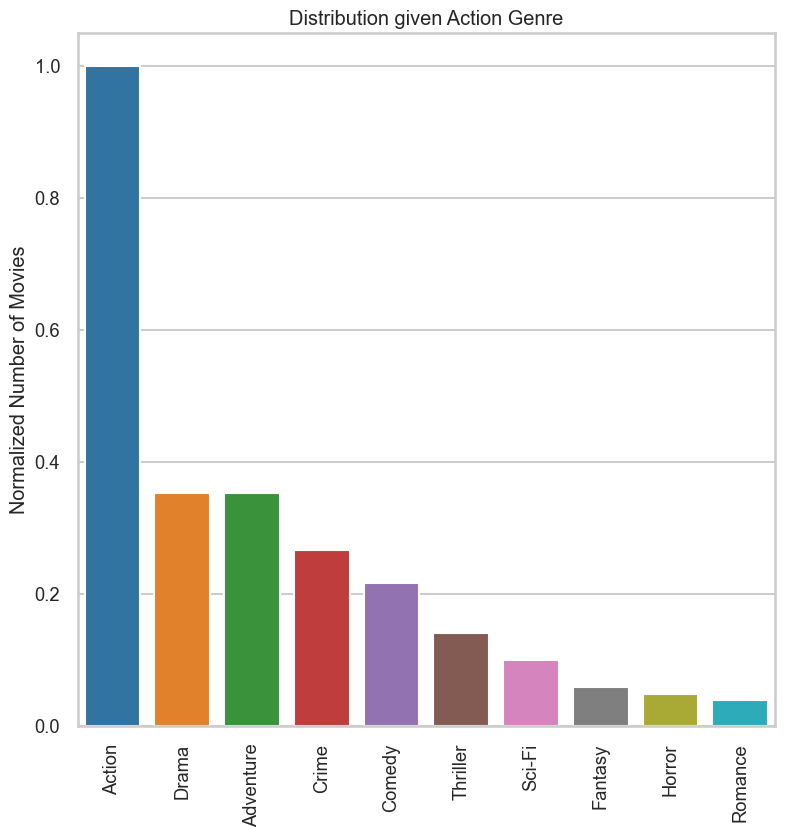 Distribution given Action Genre
Normalized Number of Movies
1.0
0.8
0.6
0.4
0.2
0.0
Action
Drama
Adventure
Crime
Comedy
Thriller
Sci-Fi
Fantasy
Horror
Romance